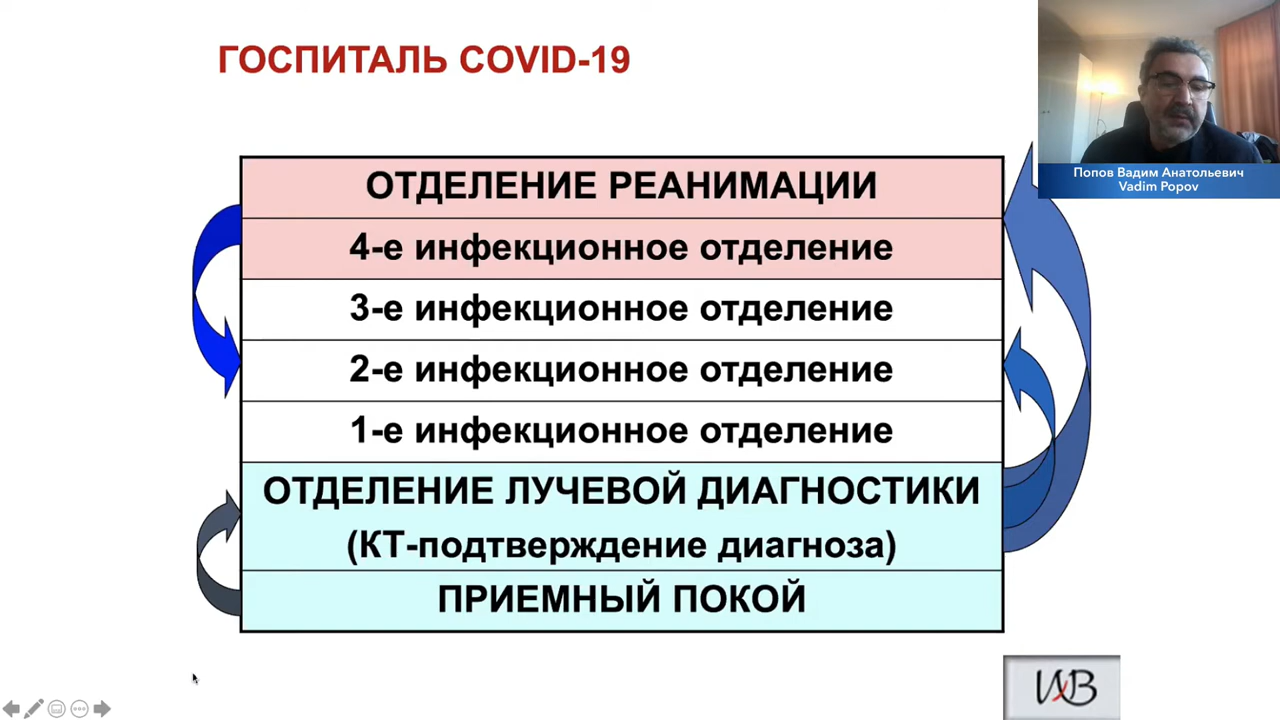 ГОСПИТАЛЬ COVID-19
ОТДЕЛЕНИЕ РЕАНИМАЦИИ
4-е инфекционное отделение
3-е инфекционное отделение
2-е инфекционное отделение
1-е инфекционное отделение
ОТДЕЛЕНИЕ ЛУЧЕВОЙ ДИАГНОСТИКИ
(КТ-подтверждение диагноза)
ПРИЕМНЫЙ ПОКОЙ
Попов Вадим Анатольевич
Vadim Popov